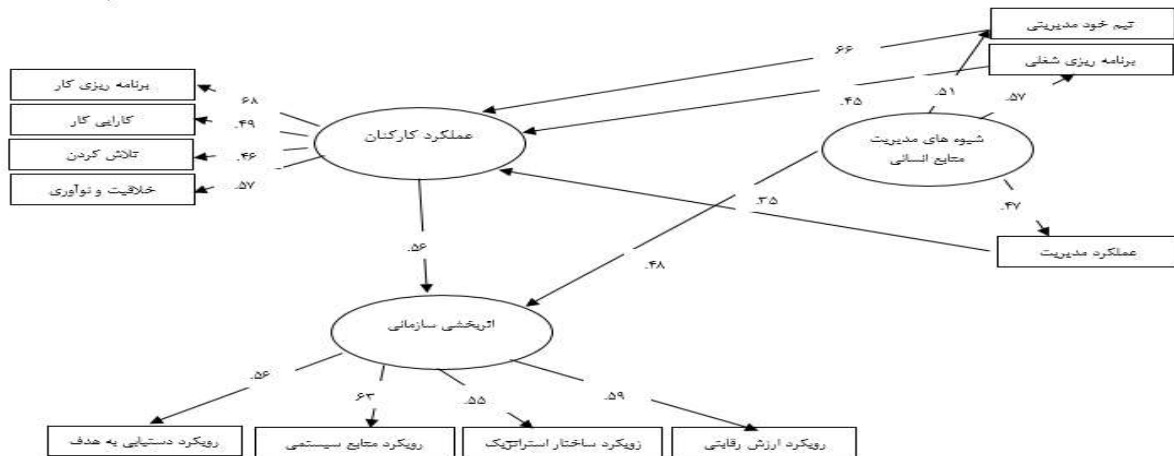 تیم خود مدیریتی
برنامه ریزی شغلی
۶۶
.۵۱
.۵۷
.۴۵
برنامه ریزی کار
۶۸
کارایی کار
.۴۹
تلاش کردن
.۴۶
خلاقیت و نوآوری
.۵۷
عملکرد کارکنان
شیوه های مدیریت
منابع انسانی
.۳۵
.۴۷
عملکرد مدیریت
.۵۶
.۴۸
اثربخشی سازمانی
.۵۶
۶۳
.۵۵
.۵۹
رویکرد ارزش رقابتی
زویکرد ساختار استراتژیک
رویکرد منابع سیستمی
رویکرد دستیابی به هدف